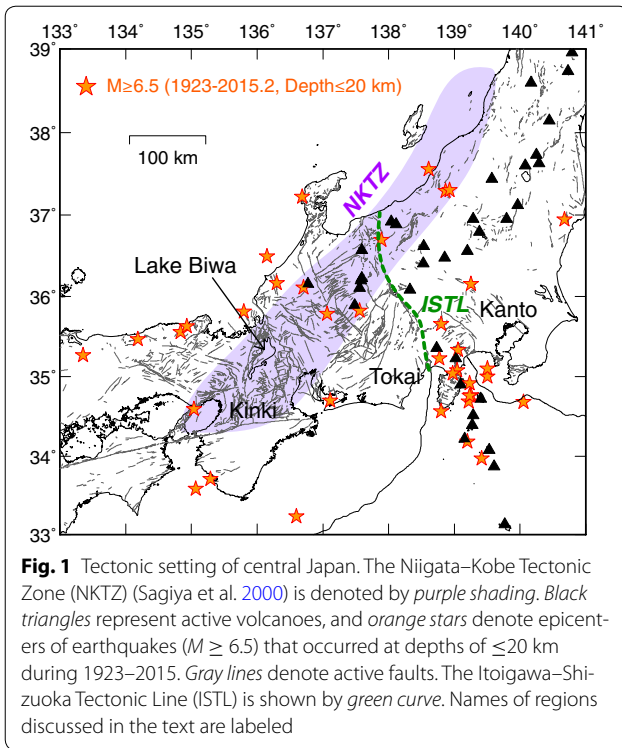 133° 134° 135° 136° 137° 138° 139° 140° 141°
39°
M≥6.5 (1923-2015.2, Depth≤20 km)
38°
100 km
NKTZ
37°
Lake Biwa
36°
ISTL
Kanto
35°
Tokai
Kinki
34°
33°
Fig. 1 Tectonic setting of central Japan. The Niigata–Kobe Tectonic
Zone (NKTZ) (Sagiya et al. 2000) is denoted by purple shading. Black
triangles represent active volcanoes, and orange stars denote epicent-
ers of earthquakes (M ≥ 6.5) that occurred at depths of ≤20 km
during 1923–2015. Gray lines denote active faults. The Itoigawa–Shi-
zuoka Tectonic Line (ISTL) is shown by green curve. Names of regions
discussed in the text are labeled